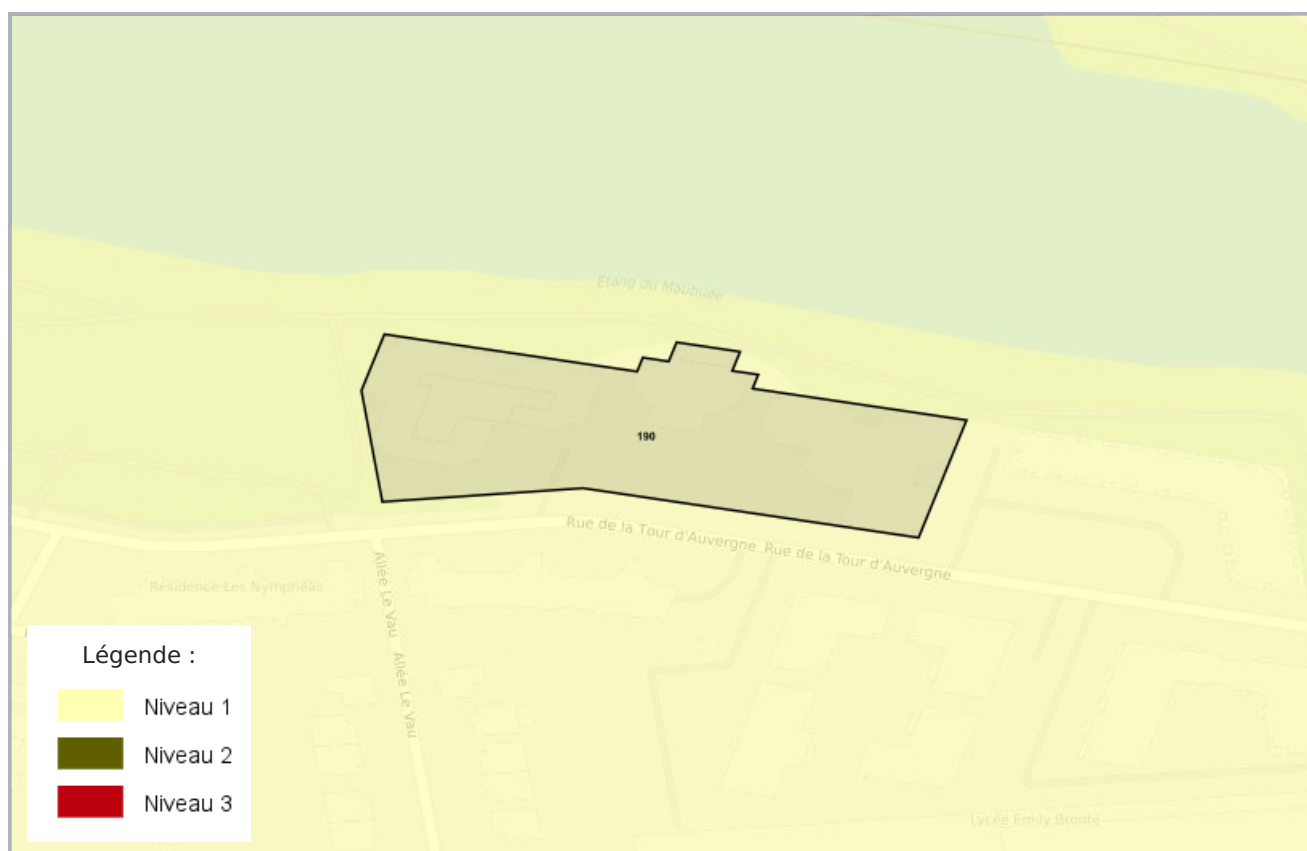 Etang du Maubuée
190
Rue de la Tour d'Auvergne Rue de la Tour d'Auvergne
Allée Le Vau Allée Le Vau
Résidence Les Nymphéas
Légende :
Niveau 1
Niveau 2
Niveau 3
Lycée Emily Brontë